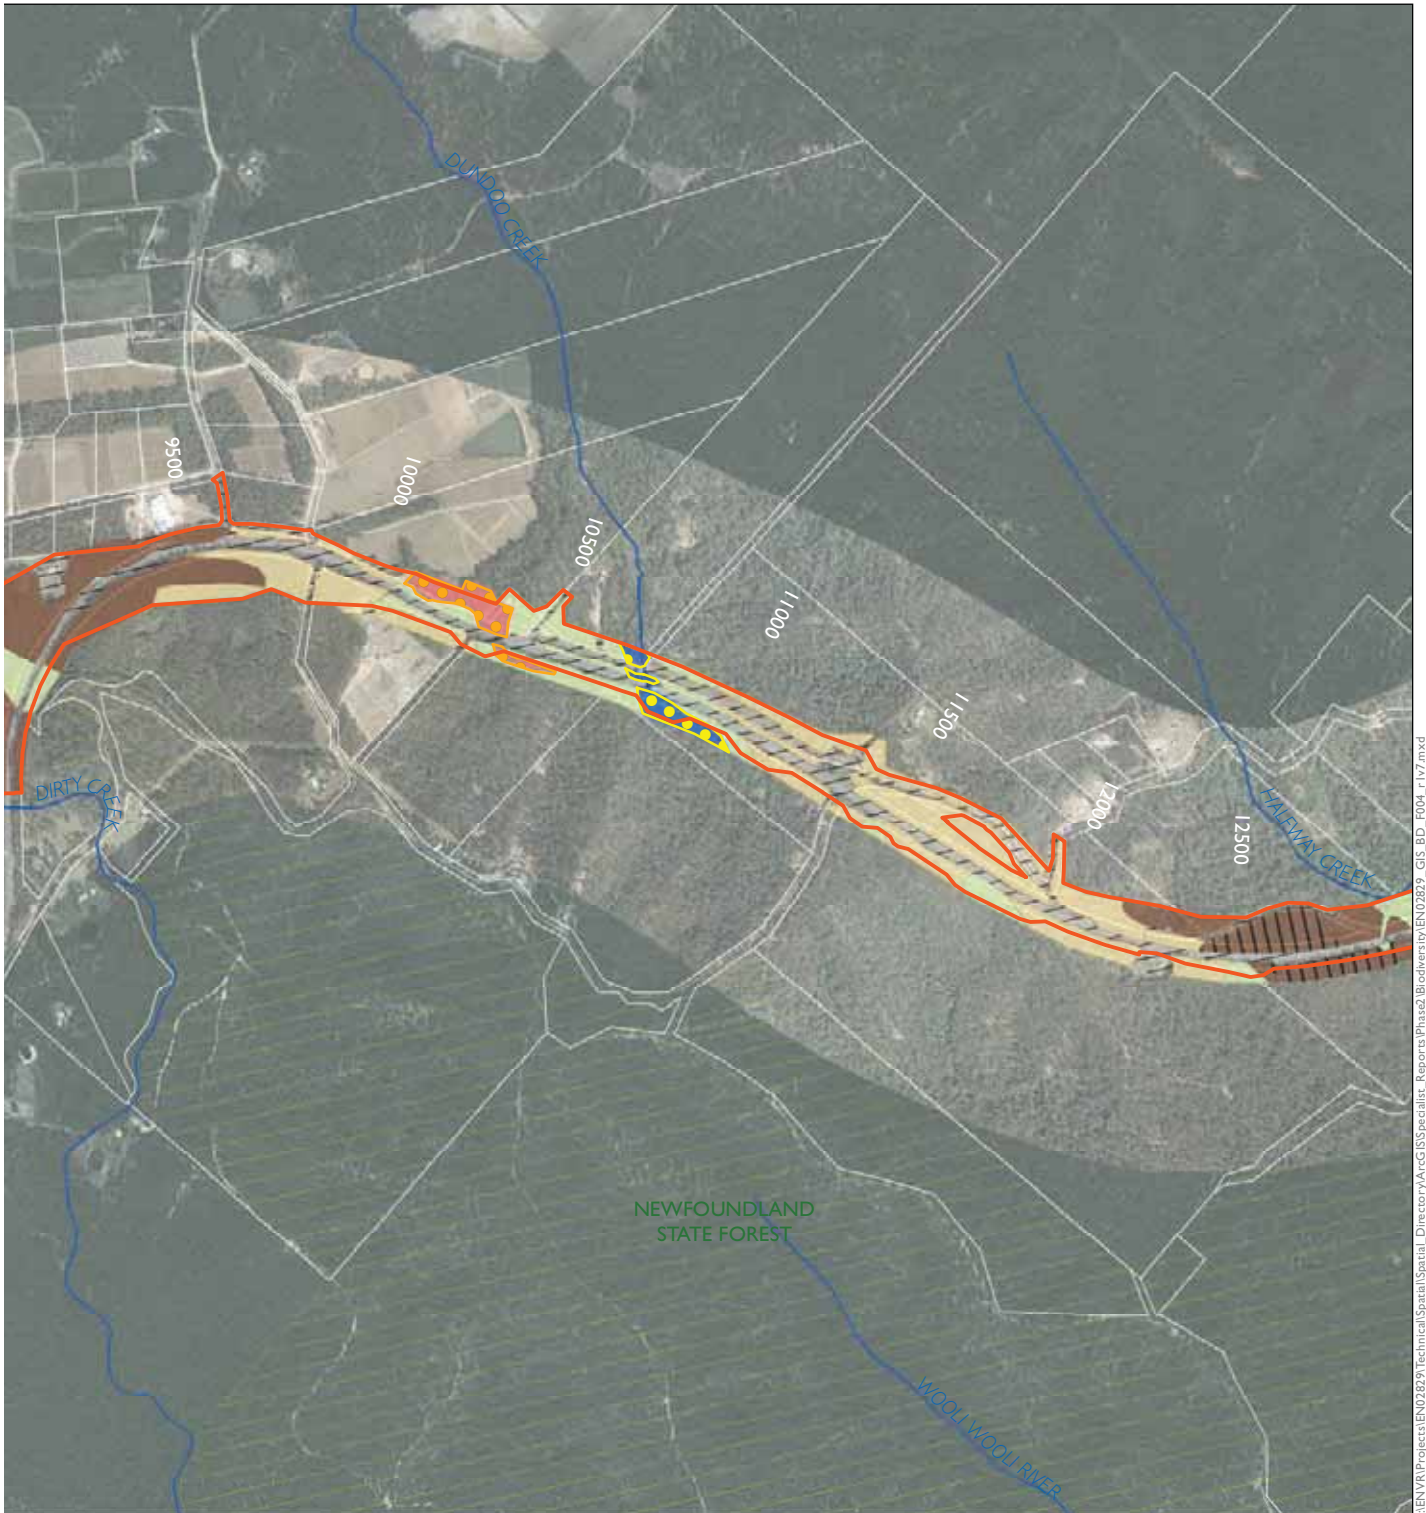 DUNDOO CREEK
9500
10000
10500
11000
11500
12000
12500
HALFWAY CREEK
DIRTY CREEK
NEWFOUNDLAND
STATE FOREST
WOOLI WOOLI RIVER
:\ENVR\Projects\EN02829\Technical\Spatial\Spatial_Directory\ArcGIS\Specialist_Reports\Phase2\Biodiversity\EN02829_GIS_BD_F004_r1v7.mxd